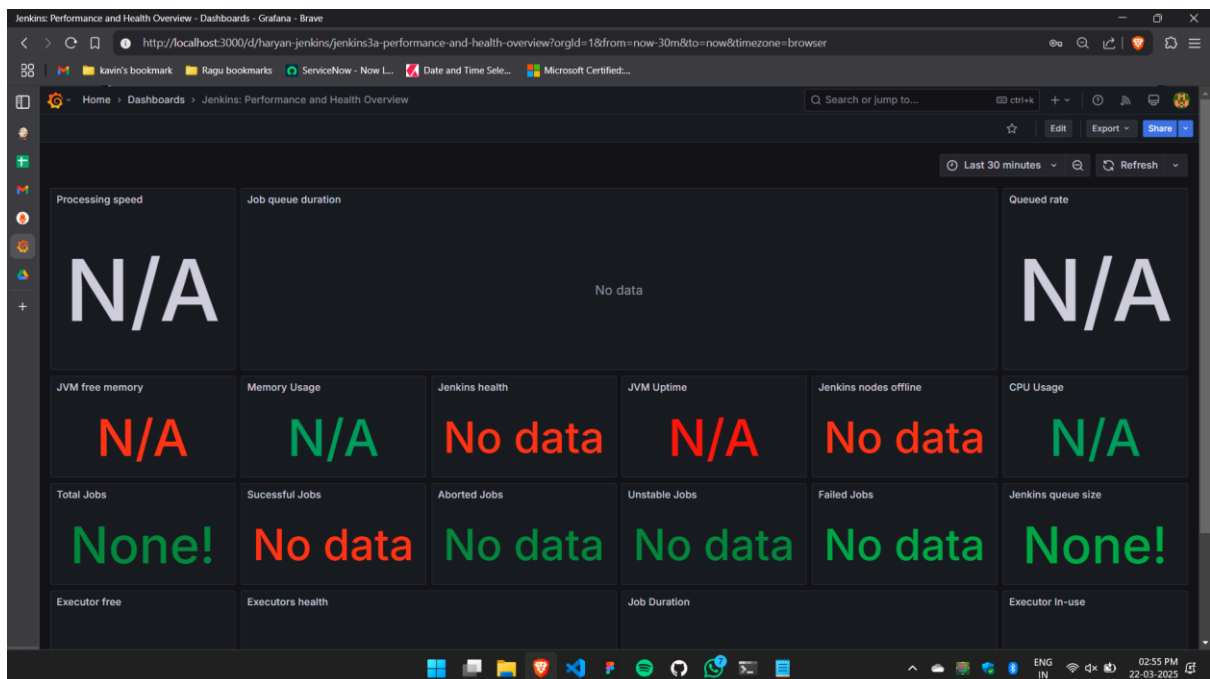 Jenkins: Performance and Health Overview - Dashboards - Grafana - Brave
http://localhost:3000/d/haryan-jenkins/jenkins3a-performance-and-health-overview?orgId=1&from=now-30m&to=now&timezone=browser
kavin's bookmark Ragu bookmarks ServiceNow - Now L... Date and Time Sele... Microsoft Certified:...
Home › Dashboards › Jenkins: Performance and Health Overview Search or jump to... ctrl+k
Edit Export Share
Last 30 minutes Refresh
Processing speed Job queue duration Queued rate
N/A No data N/A
JVM free memory Memory Usage Jenkins health JVM Uptime Jenkins nodes offline CPU Usage
N/A N/A No data N/A No data N/A
Total Jobs Sucessful Jobs Aborted Jobs Unstable Jobs Failed Jobs Jenkins queue size
None! No data No data No data No data None!
Executor free Executors health Job Duration Executor In-use
7
ENG 02:55 PM
IN 22-03-2025